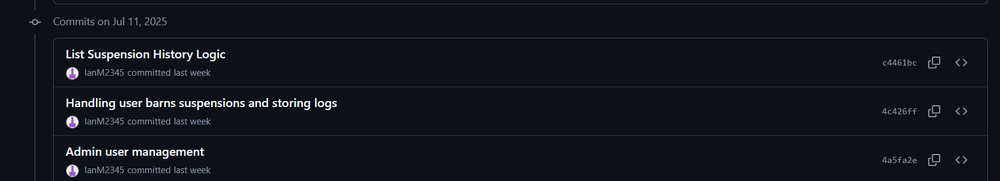 Commits on Jul 11, 2025
List Suspension History Logic
IanM2345 committed last week
c4461bc
Handling user barns suspensions and storing logs
IanM2345 committed last week
4c426ff
Admin user management
IanM2345 committed last week
4a5fa2e